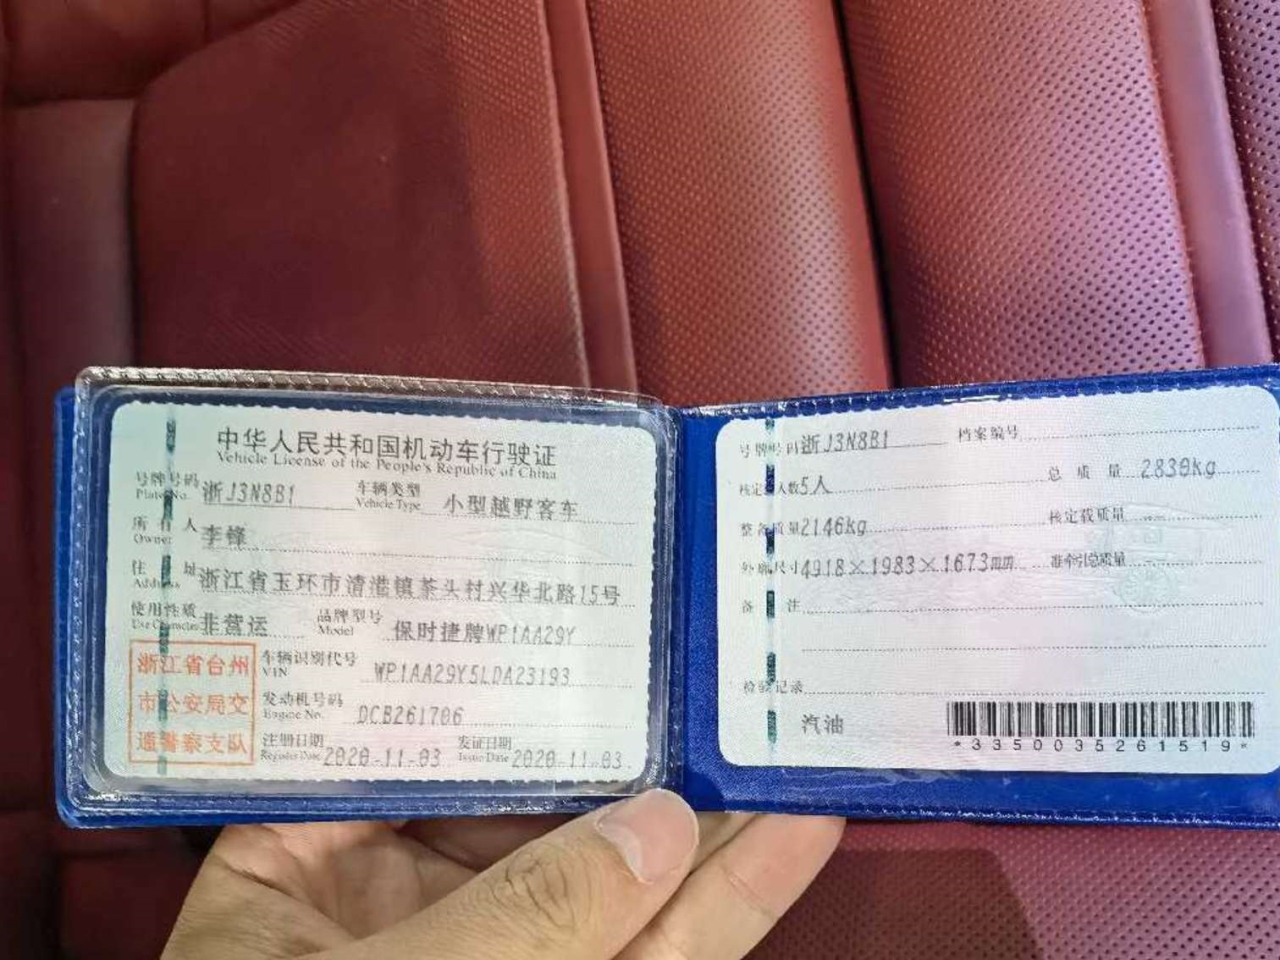 中华人民共和国机动车行驶证
Vehicle License of the People's Republic of China
号牌号码 浙J3N8B1 车辆类型 小型越野客车
Plate No. Vehicle Type
所有人 李锋
Owner
住址 浙江省玉环市清港镇茶头村兴华北路15号
Address
使用性质 非营运 品牌型号 保时捷牌WP1AA29Y
Use Character Model
浙江省台州
市公安局交
通警察支队
车辆识别代号 WP1AA29Y5LDA23193
VIN
发动机号码 DCB261706
Engine No.
注册日期 2020-11-03 发证日期 2020-11-03
Register Date Issue Date
号牌号码 浙J3N8B1 档案编号
核定人数 5人 总质量 2830kg
整备质量 2146kg 核定载质量 --
外廓尺寸 4918×1983×1673mm 准牵引总质量
备注
检验记录
汽油
*3350035261519*